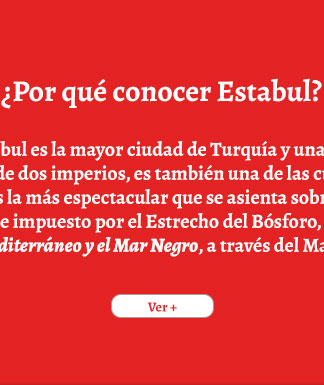 ¿Por qué conocer Estabul?
bul es la mayor ciudad de Turquía y una
de dos imperios, es también una de las cu
s la más espectacular que se asienta sob
e impuesto por el Estrecho del Bósforo,
diterráneo y el Mar Negro, a través del Ma
Ver +